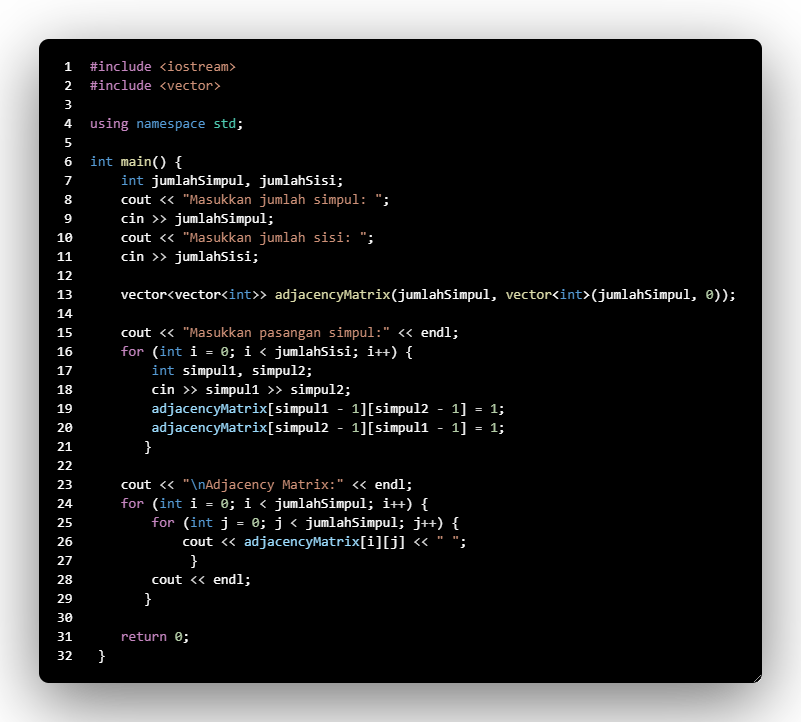 1 #include <iostream>
2 #include <vector>
3
4 using namespace std;
5
6 int main() {
7     int jumlahSimpul, jumlahSisi;
8     cout << "Masukkan jumlah simpul: ";
9     cin >> jumlahSimpul;
10     cout << "Masukkan jumlah sisi: ";
11     cin >> jumlahSisi;
12
13     vector<vector<int>> adjacencyMatrix(jumlahSimpul, vector<int>(jumlahSimpul, 0));
14
15     cout << "Masukkan pasangan simpul:" << endl;
16     for (int i = 0; i < jumlahSisi; i++) {
17         int simpul1, simpul2;
18         cin >> simpul1 >> simpul2;
19         adjacencyMatrix[simpul1 - 1][simpul2 - 1] = 1;
20         adjacencyMatrix[simpul2 - 1][simpul1 - 1] = 1;
21        }
22
23     cout << "\nAdjacency Matrix:" << endl;
24     for (int i = 0; i < jumlahSimpul; i++) {
25         for (int j = 0; j < jumlahSimpul; j++) {
26             cout << adjacencyMatrix[i][j] << " ";
27              }
28         cout << endl;
29        }
30
31     return 0;
32  }